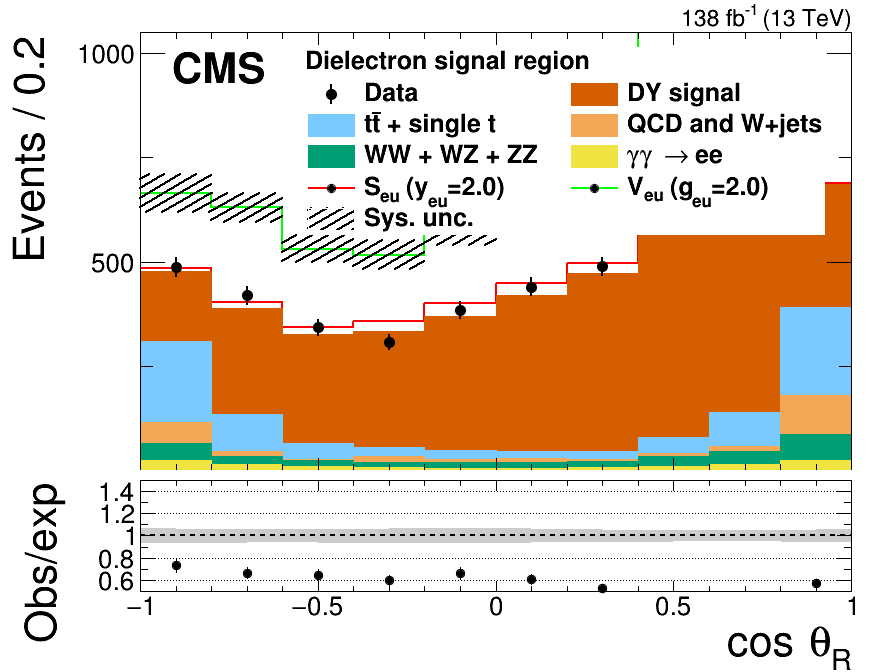 138 fb⁻¹ (13 TeV)
CMS
Dielectron signal region
Data
DY signal
tt̄ + single t
QCD and W+jets
WW + WZ + ZZ
γγ → ee
S_eu (y_eu=2.0)
V_eu (g_eu=2.0)
Sys. unc.
Events / 0.2
1000
500
Obs/exp
1.4
1.2
1
0.8
0.6
−1 −0.5 0 0.5 1
cos θ_R